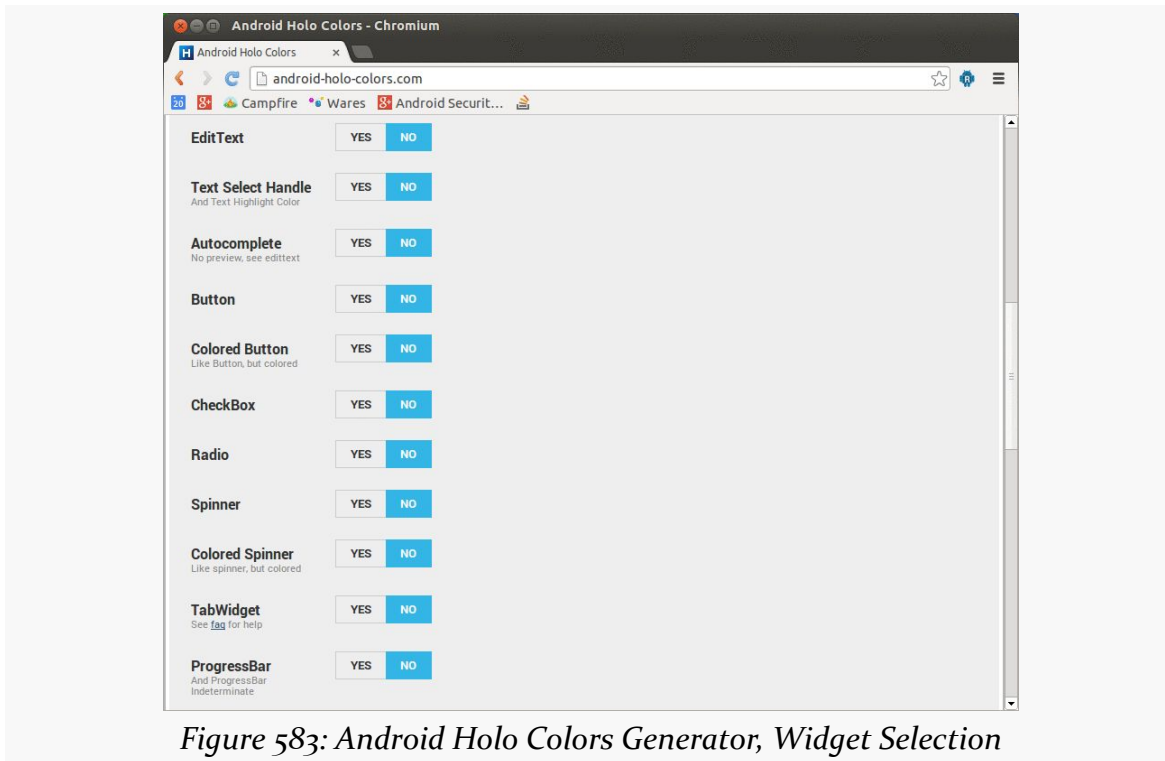 Android Holo Colors - Chromium
Android Holo Colors
android-holo-colors.com
20 8+ Campfire Wares 8+ Android Securit...
EditText YES NO
Text Select Handle YES NO
And Text Highlight Color
Autocomplete YES NO
No preview, see edittext
Button YES NO
Colored Button YES NO
Like Button, but colored
CheckBox YES NO
Radio YES NO
Spinner YES NO
Colored Spinner YES NO
Like spinner, but colored
TabWidget YES NO
See faq for help
ProgressBar YES NO
And ProgressBar
Indeterminate
Figure 583: Android Holo Colors Generator, Widget Selection